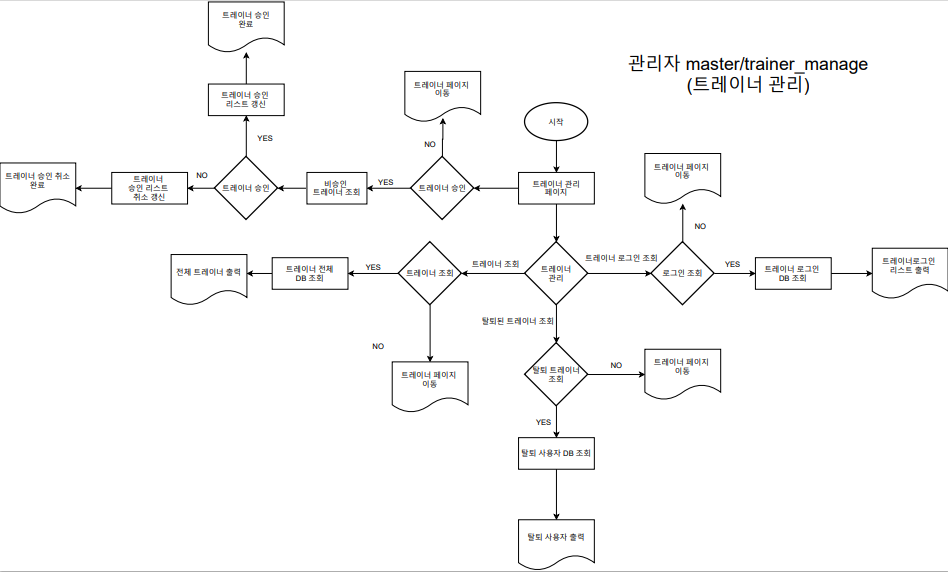 트레이너 승인
완료
관리자 master/trainer_manage
(트레이너 관리)
트레이너 페이지
이동
트레이너 승인
리스트 갱신
시작
YES
NO
트레이너 페이지
이동
트레이너 승인 취소
완료
NO
트레이너
승인 리스트
취소 갱신
트레이너 승인
비승인
트레이너 조회
YES
트레이너 승인
트레이너 관리
페이지
NO
전체 트레이너 출력
트레이너 전체
DB 조회
YES
트레이너 조회
트레이너 조회
트레이너
관리
트레이너 로그인 조회
로그인 조회
YES
트레이너 로그인
DB 조회
트레이너로그인
리스트 출력
탈퇴된 트레이너 조회
NO
트레이너 페이지
이동
탈퇴 트레이너
조회
NO
트레이너 페이지
이동
YES
탈퇴 사용자 DB 조회
탈퇴 사용자 출력